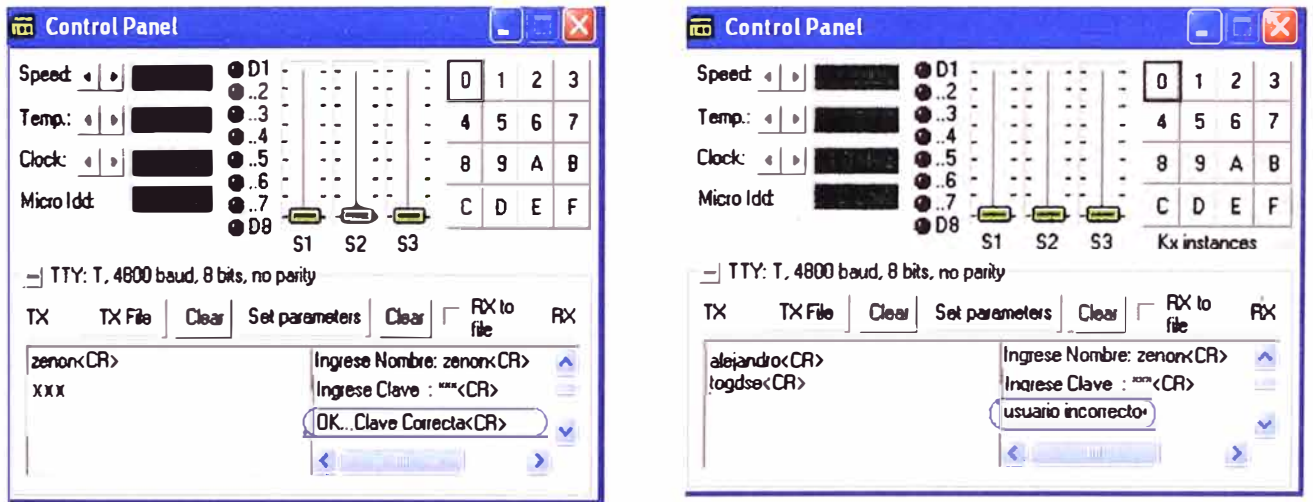 Control Panel
Speed:
Temp.:
Clock:
Micro Idd:
D1
..2
..3
..4
..5
..6
..7
D8
S1 S2 S3
0 1 2 3
4 5 6 7
8 9 A B
C D E F
TTY: T, 4800 baud, 8 bits, no parity
TX TX File Clear Set parameters Clear RX to file RX
zenon<CR>
xxx
Ingrese Nombre: zenon<CR>
Ingrese Clave : ***<CR>
OK...Clave Correcta<CR>
Control Panel
Speed:
Temp.:
Clock:
Micro Idd:
D1
..2
..3
..4
..5
..6
..7
D8
S1 S2 S3
0 1 2 3
4 5 6 7
8 9 A B
C D E F
Kx instances
TTY: T, 4800 baud, 8 bits, no parity
TX TX File Clear Set parameters Clear RX to file RX
alejandro<CR>
togdse<CR>
Ingrese Nombre: zenon<CR>
Ingrese Clave : ***<CR>
usuario incorrecto